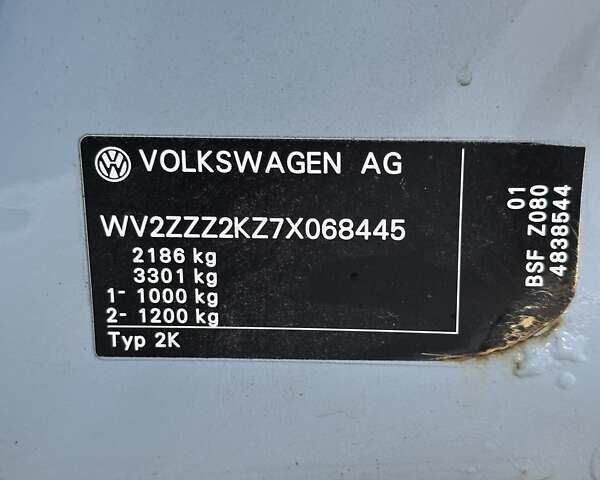 VOLKSWAGEN AG
WV2ZZZ2KZ7X068445
2186 kg
3301 kg
1- 1000 kg
2- 1200 kg
Typ 2K
01
BSF Z080
4838544